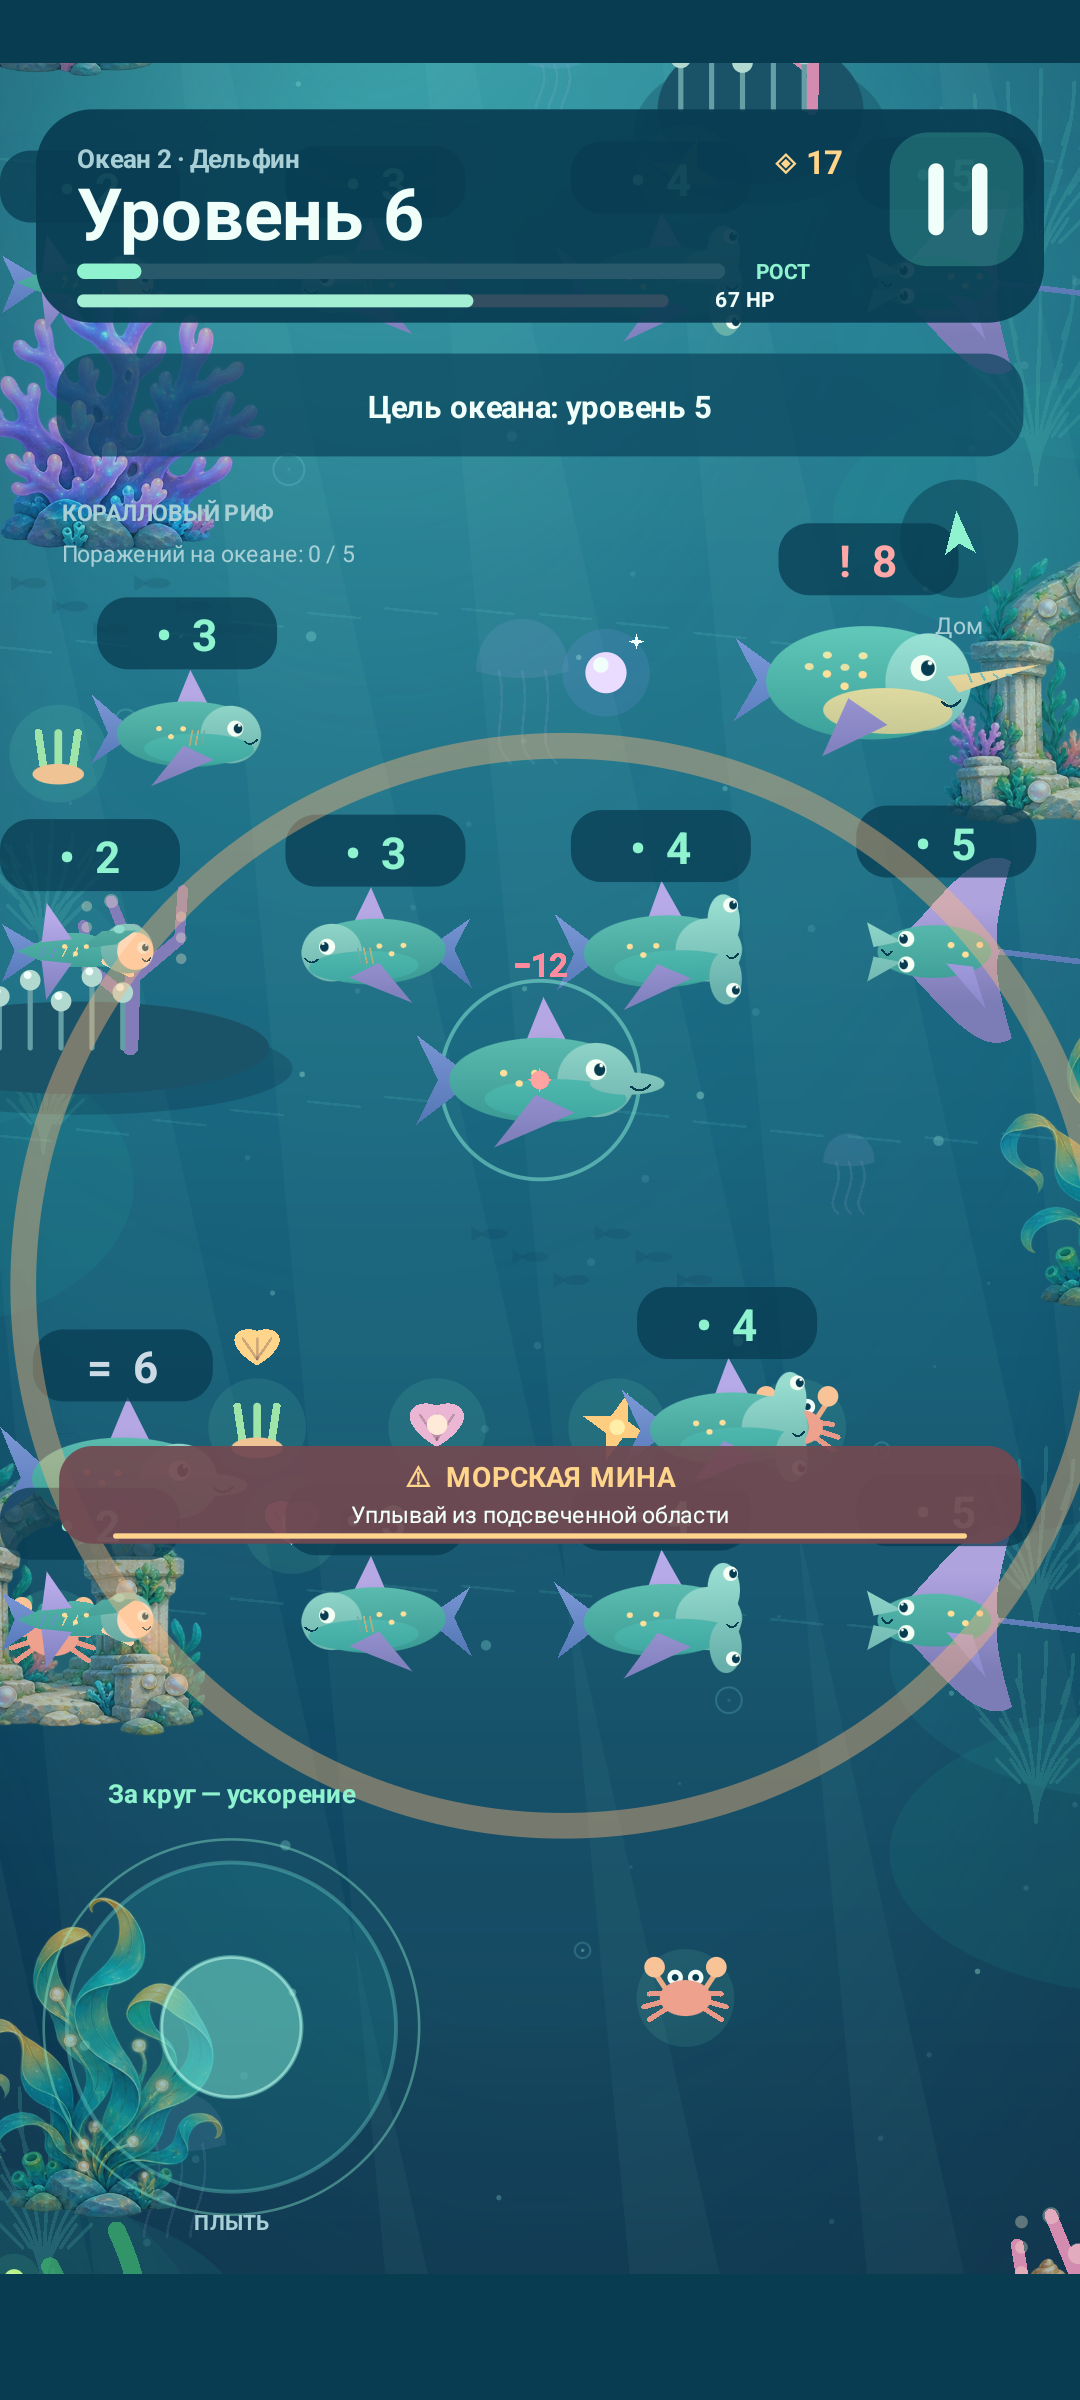 Океан 2 · Дельфин
◈ 17
Уровень 6
РОСТ
67 HP
Цель океана: уровень 5
КОРАЛЛОВЫЙ РИФ
Поражений на океане: 0 / 5
! 8
Дом
• 3
• 2
• 3
• 4
• 5
−12
• 4
= 6
⚠ МОРСКАЯ МИНА
Уплывай из подсвеченной области
За круг — ускорение
ПЛЫТЬ